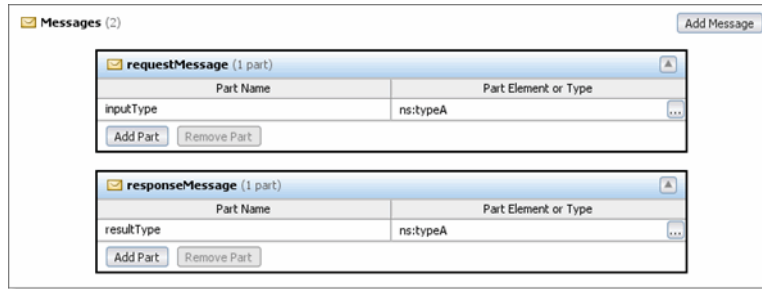 Messages (2) Add Message
requestMessage (1 part)
Part Name Part Element or Type
inputType ns:typeA ...
Add Part Remove Part
responseMessage (1 part)
Part Name Part Element or Type
resultType ns:typeA ...
Add Part Remove Part